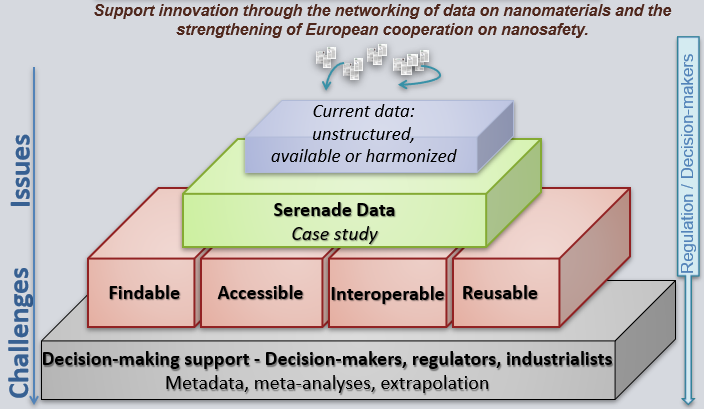 Support innovation through the networking of data on nanomaterials and the
strengthening of European cooperation on nanosafety.
Current data:
unstructured,
available or harmonized
Serenade Data
Case study
Findable
Accessible
Interoperable
Reusable
Decision-making support - Decision-makers, regulators, industrialists
Metadata, meta-analyses, extrapolation
Issues
Challenges
Regulation / Decision-makers